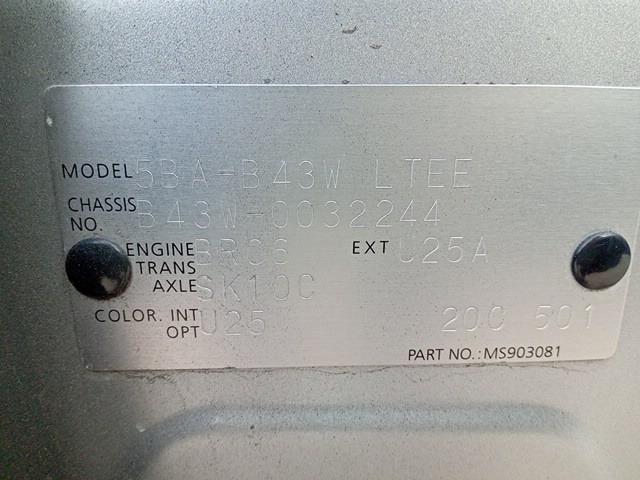 MODEL 5BA-B43W LTEE
CHASSIS NO. B43W-0032244
ENGINE BR06 EXT U25A
TRANS AXLE SK10C
COLOR. INT U25 20C 501
OPT
PART NO.:MS903081